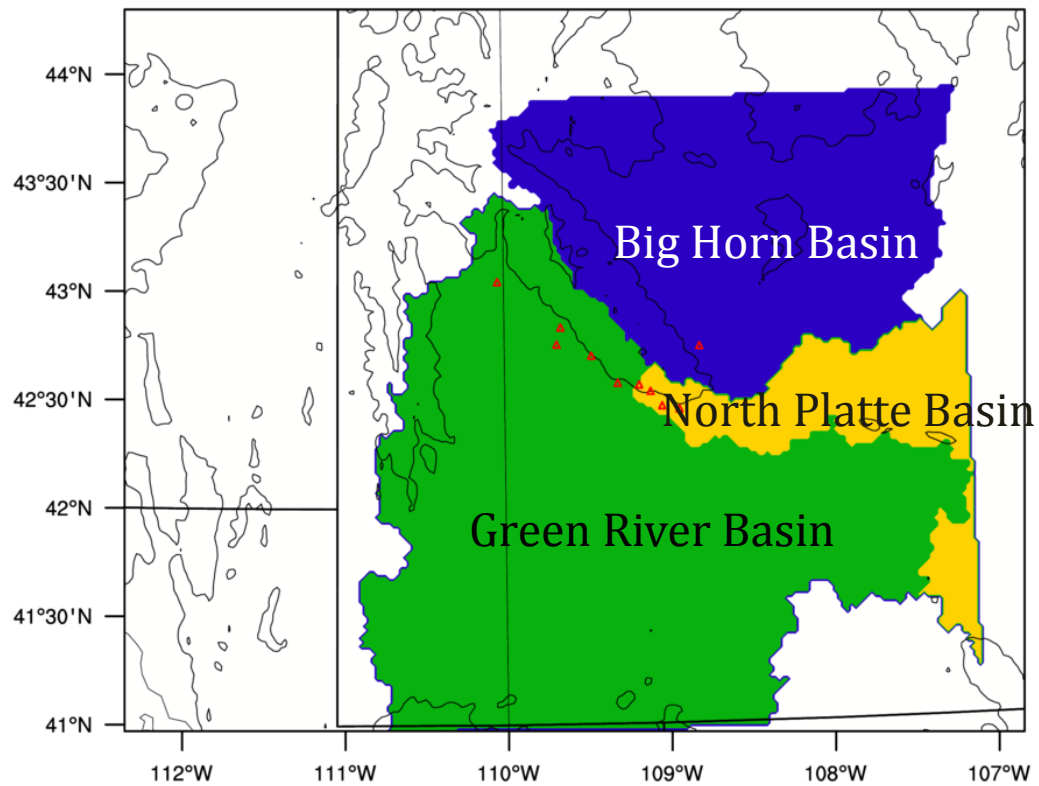 44°N
43°30'N
Big Horn Basin
43°N
42°30'N
North Platte Basin
42°N
Green River Basin
41°30'N
41°N
112°W
111°W
110°W
109°W
108°W
107°W